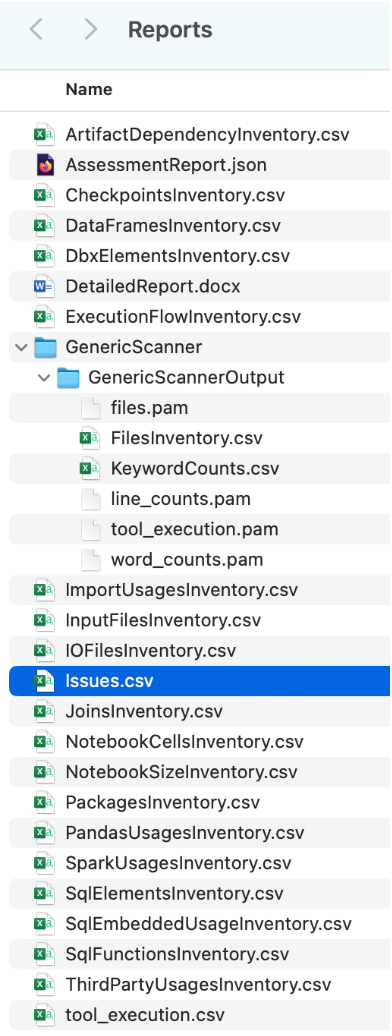 Reports
Name
ArtifactDependencyInventory.csv
AssessmentReport.json
CheckpointsInventory.csv
DataFramesInventory.csv
DbxElementsInventory.csv
DetailedReport.docx
ExecutionFlowInventory.csv
GenericScanner
GenericScannerOutput
files.pam
FilesInventory.csv
KeywordCounts.csv
line_counts.pam
tool_execution.pam
word_counts.pam
ImportUsagesInventory.csv
InputFilesInventory.csv
IOFilesInventory.csv
Issues.csv
JoinsInventory.csv
NotebookCellsInventory.csv
NotebookSizeInventory.csv
PackagesInventory.csv
PandasUsagesInventory.csv
SparkUsagesInventory.csv
SqlElementsInventory.csv
SqlEmbeddedUsageInventory.csv
SqlFunctionsInventory.csv
ThirdPartyUsagesInventory.csv
tool_execution.csv